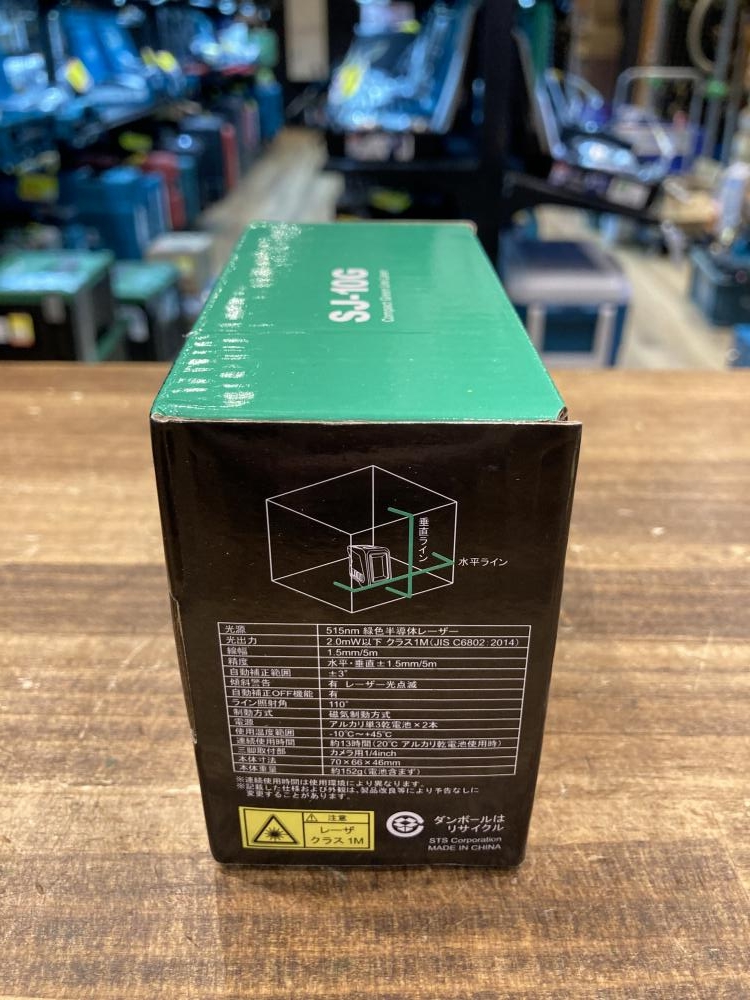 SJ-10G
Compact Green Line Laser
垂直ライン
水平ライン
光源 515nm 緑色半導体レーザー
光出力 2.0mW以下 クラス1M(JIS C6802:2014)
線幅 1.5mm/5m
精度 水平・垂直±1.5mm/5m
自動補正範囲 ±3°
傾斜警告 有 レーザー光点滅
自動補正OFF機能 有
ライン照射角 110°
制動方式 磁気制動方式
電源 アルカリ単3乾電池×2本
使用温度範囲 -10℃~+45℃
連続使用時間 約13時間(20℃ アルカリ乾電池使用時)
三脚取付部 カメラ用1/4inch
本体寸法 70×66×46mm
本体重量 約152g(電池含まず)
※連続使用時間は使用環境により異なります。
※記載した仕様および外観は、製品改良等により予告なしに
変更することがあります。
注意
レーザ
クラス 1M
ダンボールは
リサイクル
STS Corporation
MADE IN CHINA